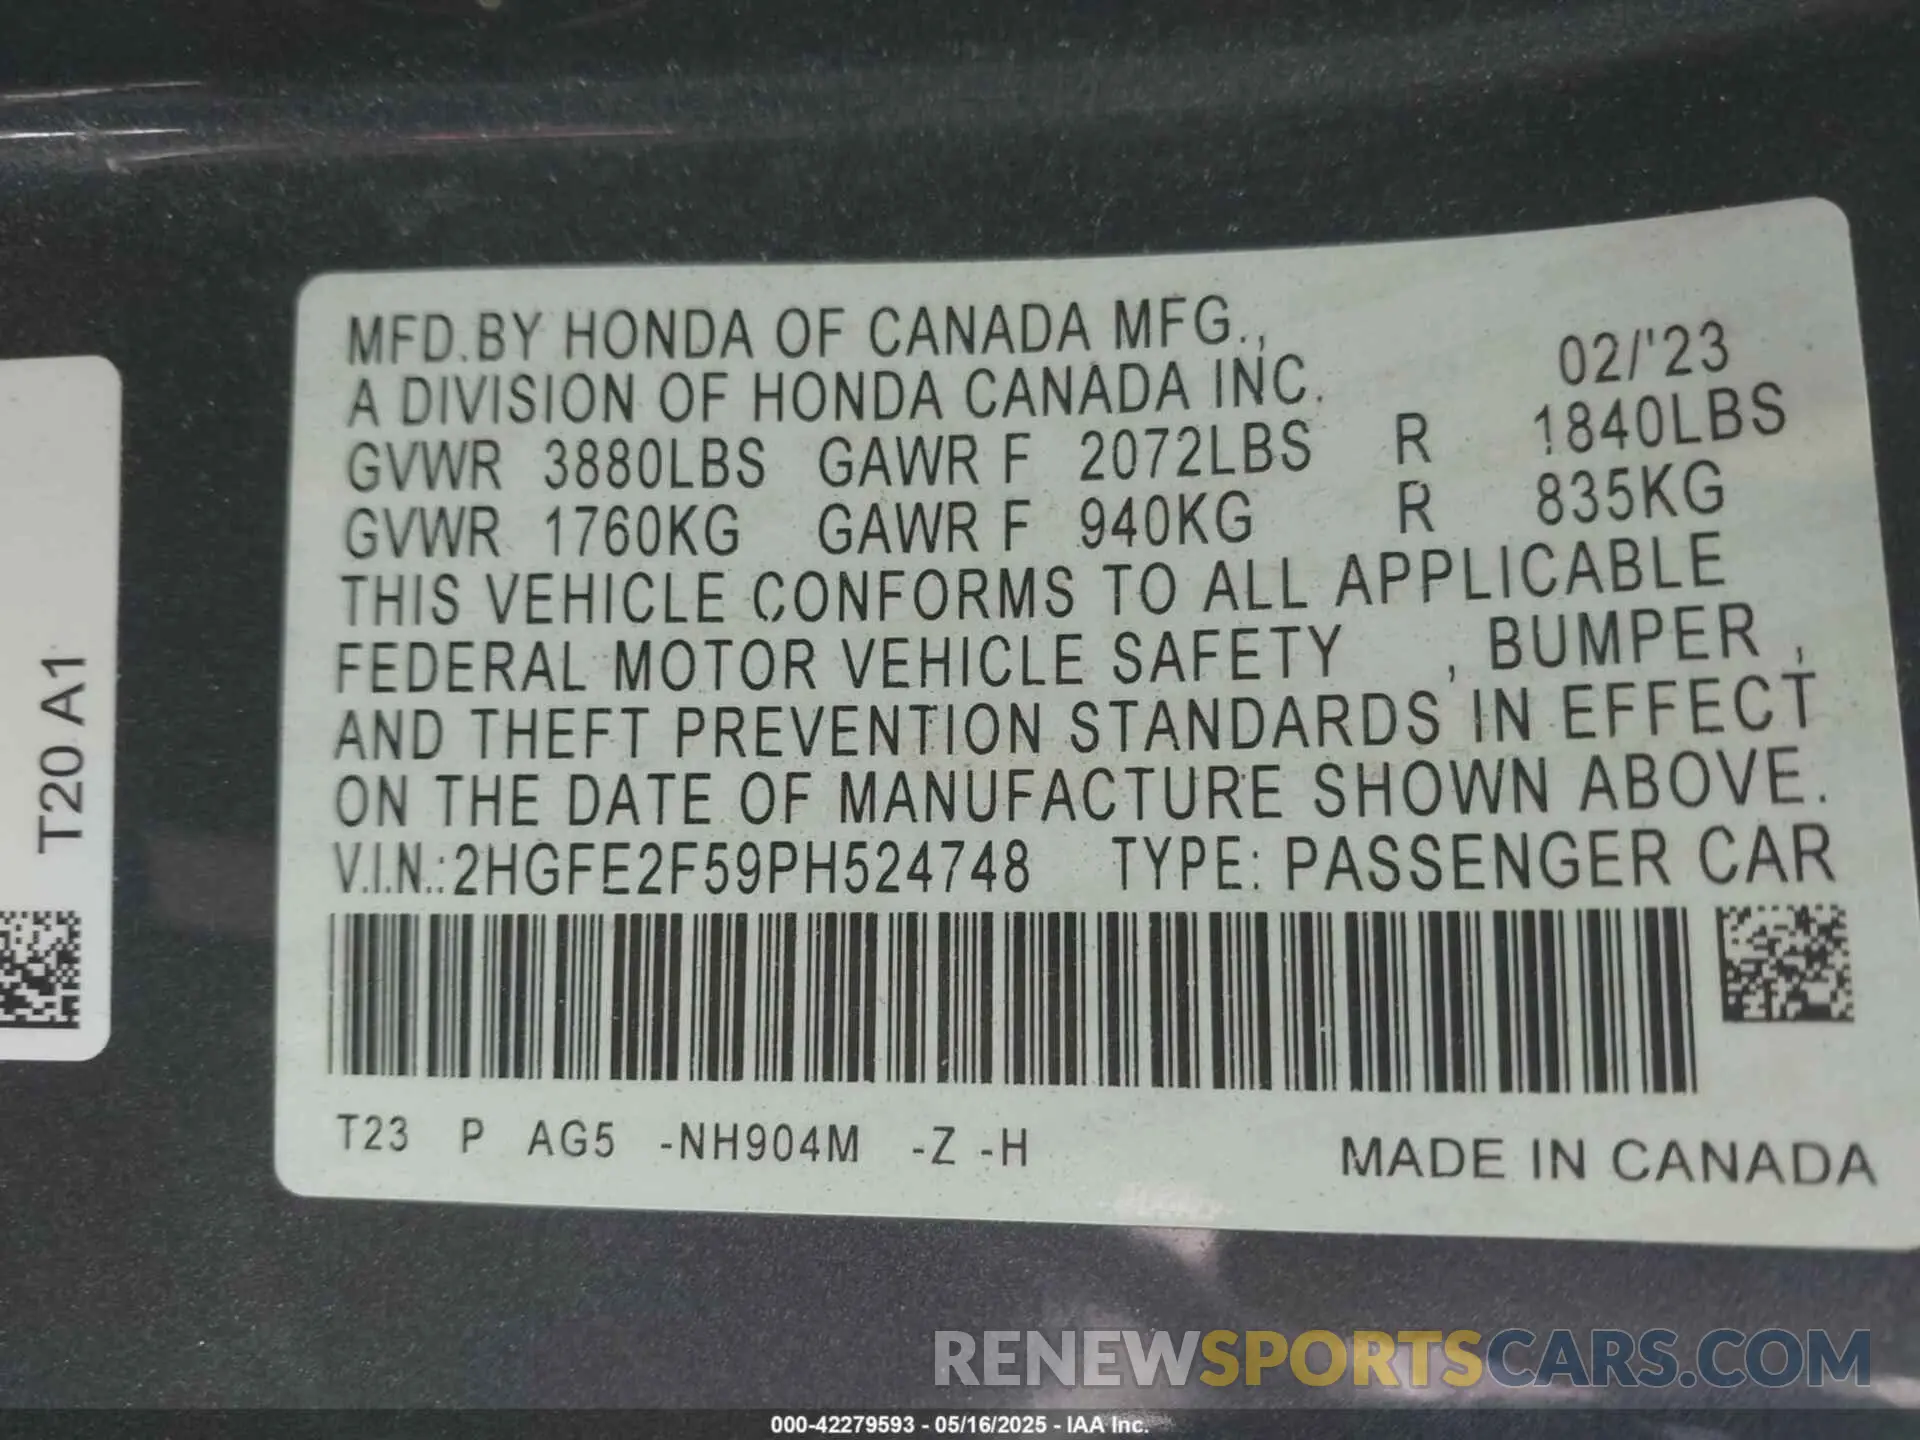 MFD.BY HONDA OF CANADA MFG.,
A DIVISION OF HONDA CANADA INC. 02/'23
GVWR 3880LBS GAWR F 2072LBS R 1840LBS
GVWR 1760KG GAWR F 940KG R 835KG
THIS VEHICLE CONFORMS TO ALL APPLICABLE
FEDERAL MOTOR VEHICLE SAFETY , BUMPER ,
AND THEFT PREVENTION STANDARDS IN EFFECT
ON THE DATE OF MANUFACTURE SHOWN ABOVE.
V.I.N.:2HGFE2F59PH524748 TYPE: PASSENGER CAR
T23 P AG5 -NH904M -Z -H
MADE IN CANADA
T20 A1
RENEWSPORTSCARS.COM
000-42279593 - 05/16/2025 - IAA Inc.